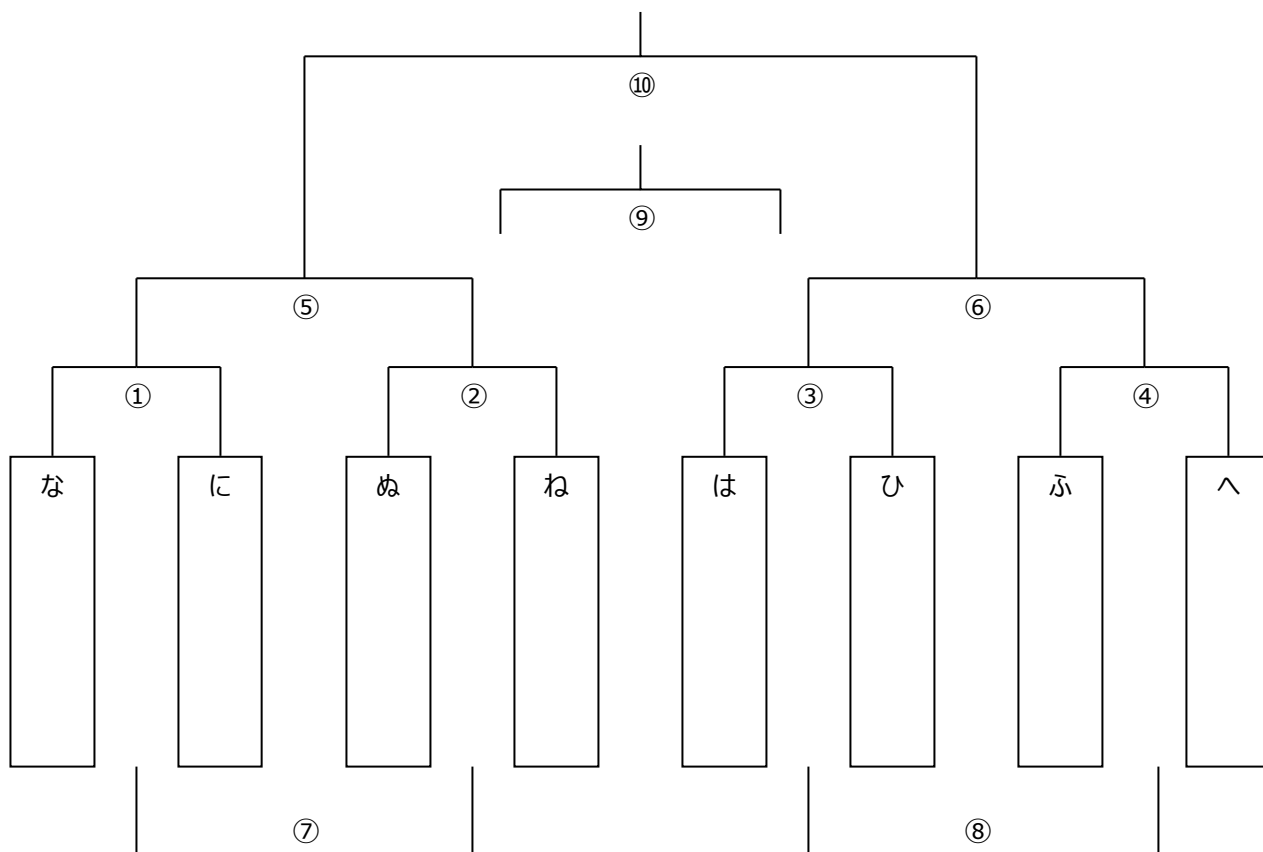 ⑩
⑨
⑤ ⑥
① ② ③ ④
な に ぬ ね は ひ ふ へ
⑦ ⑧